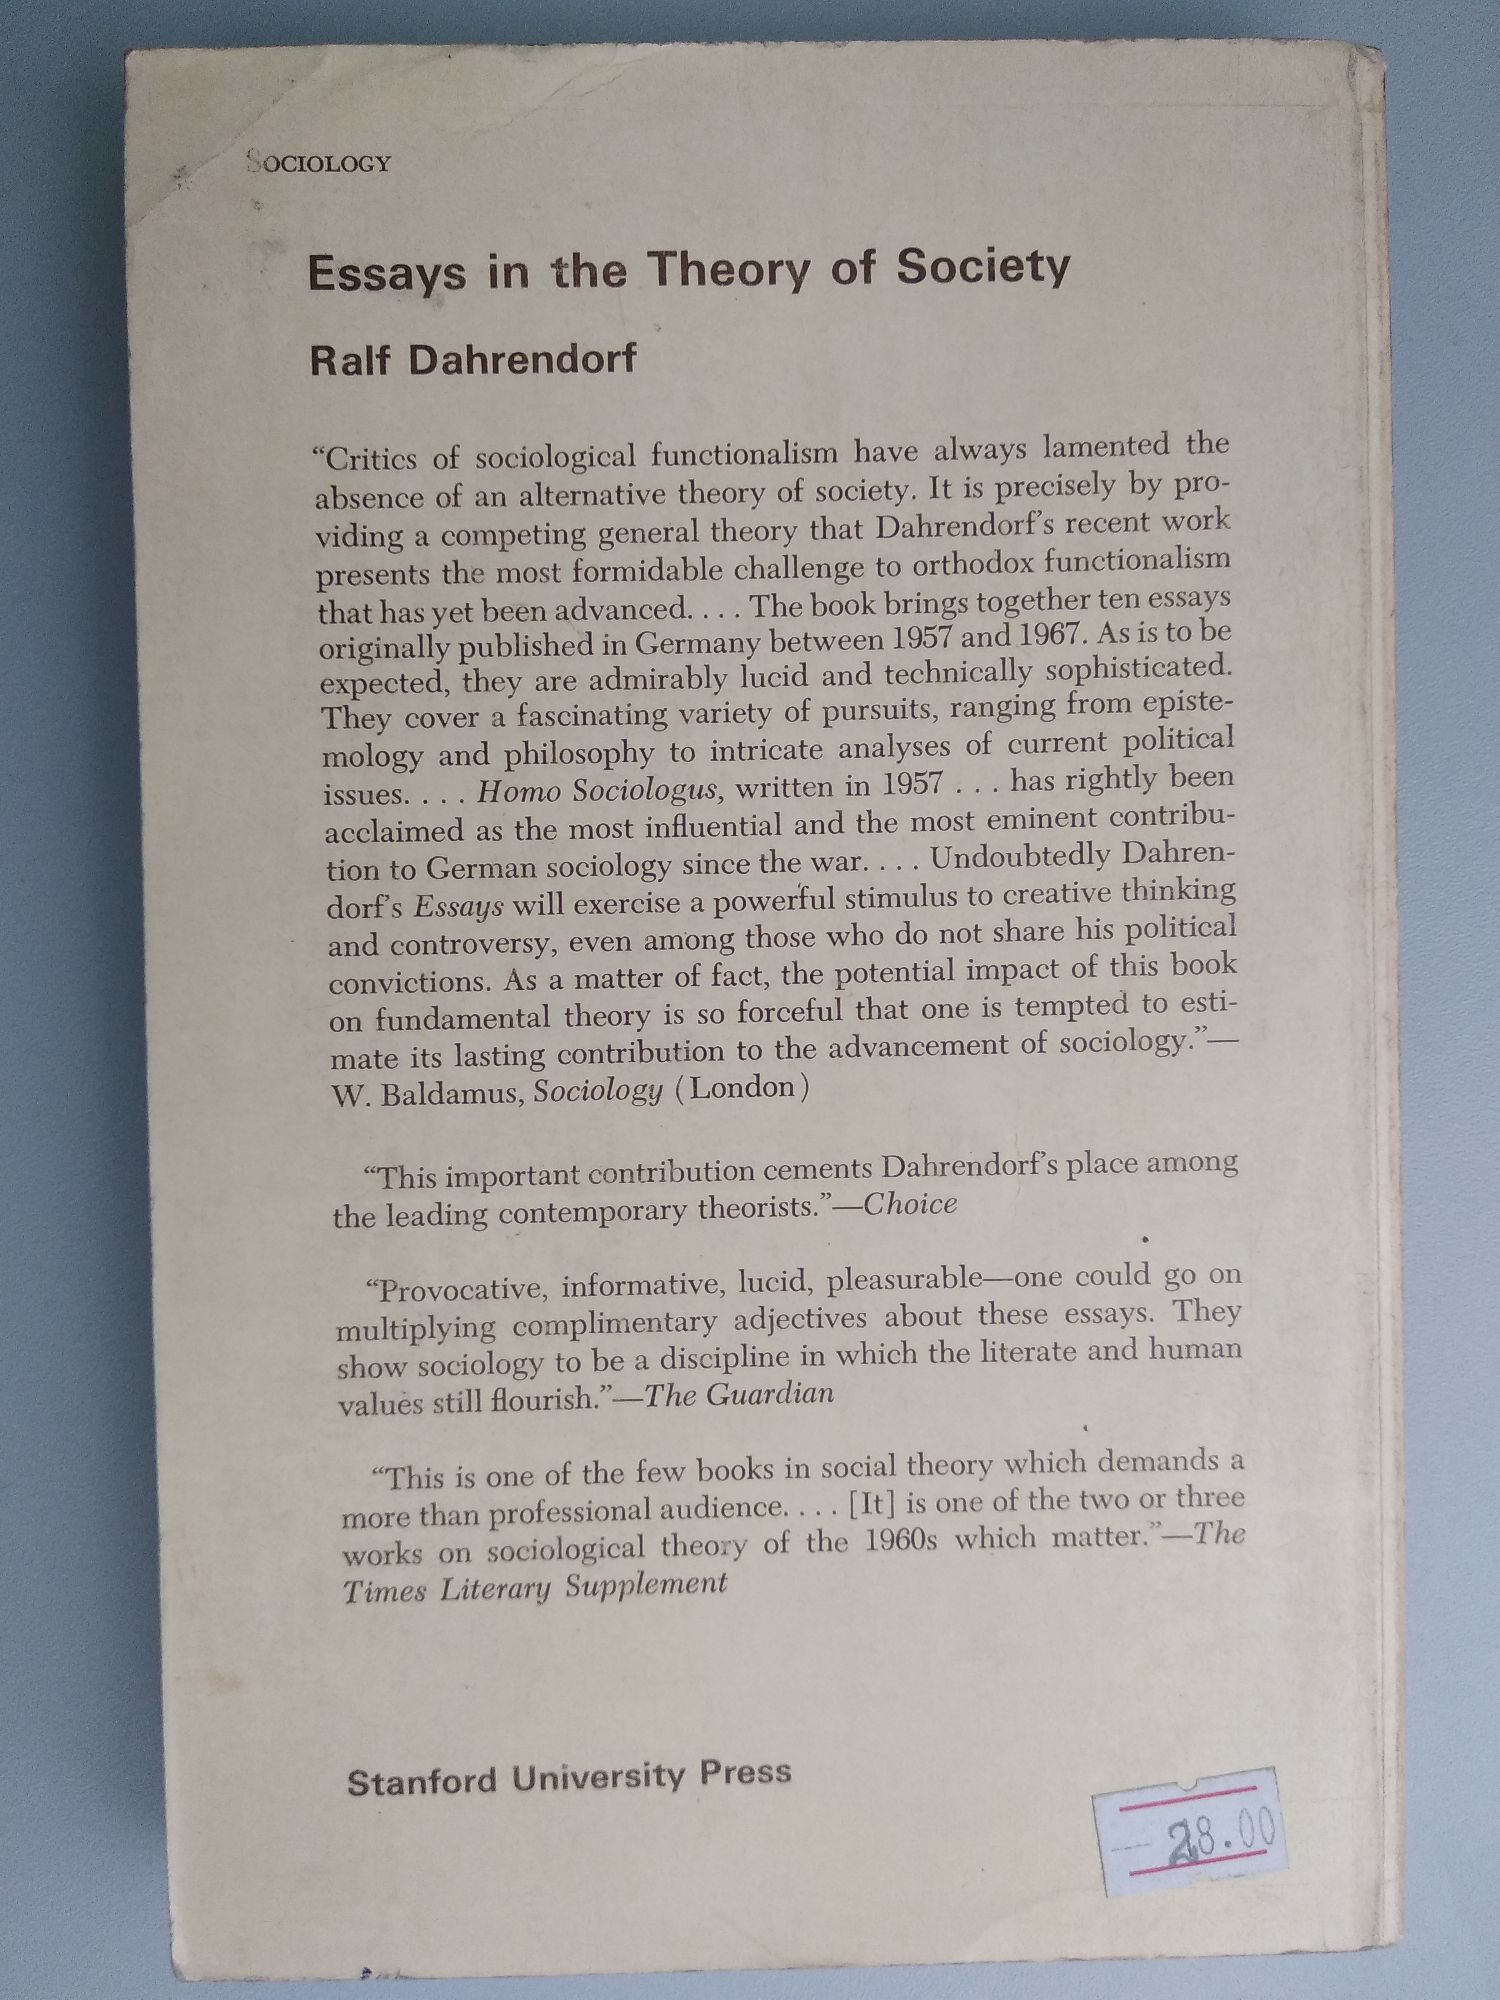 SOCIOLOGY
Essays in the Theory of Society
Ralf Dahrendorf
“Critics of sociological functionalism have always lamented the
absence of an alternative theory of society. It is precisely by pro-
viding a competing general theory that Dahrendorf’s recent work
presents the most formidable challenge to orthodox functionalism
that has yet been advanced. . . . The book brings together ten essays
originally published in Germany between 1957 and 1967. As is to be
expected, they are admirably lucid and technically sophisticated.
They cover a fascinating variety of pursuits, ranging from episte-
mology and philosophy to intricate analyses of current political
issues. . . . Homo Sociologus, written in 1957 . . . has rightly been
acclaimed as the most influential and the most eminent contribu-
tion to German sociology since the war. . . . Undoubtedly Dahren-
dorf’s Essays will exercise a powerful stimulus to creative thinking
and controversy, even among those who do not share his political
convictions. As a matter of fact, the potential impact of this book
on fundamental theory is so forceful that one is tempted to esti-
mate its lasting contribution to the advancement of sociology.”—
W. Baldamus, Sociology (London)
“This important contribution cements Dahrendorf’s place among
the leading contemporary theorists.”—Choice
“Provocative, informative, lucid, pleasurable—one could go on
multiplying complimentary adjectives about these essays. They
show sociology to be a discipline in which the literate and human
values still flourish.”—The Guardian
“This is one of the few books in social theory which demands a
more than professional audience. . . . [It] is one of the two or three
works on sociological theory of the 1960s which matter.”—The
Times Literary Supplement
Stanford University Press
28.00